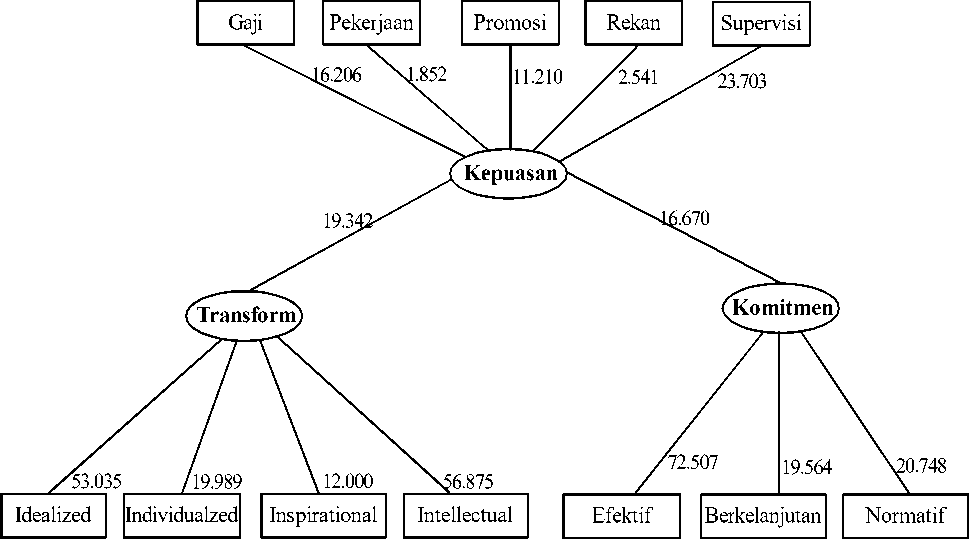 Gaji
Pekerjaan
Promosi
Rekan
Supervisi
16.206
1.852
11.210
2.541
23.703
Kepuasan
19.342
16.670
Transform
Komitmen
53.035
19.989
12.000
56.875
72.507
19.564
20.748
Idealized
Individualzed
Inspirational
Intellectual
Efektif
Berkelanjutan
Normatif